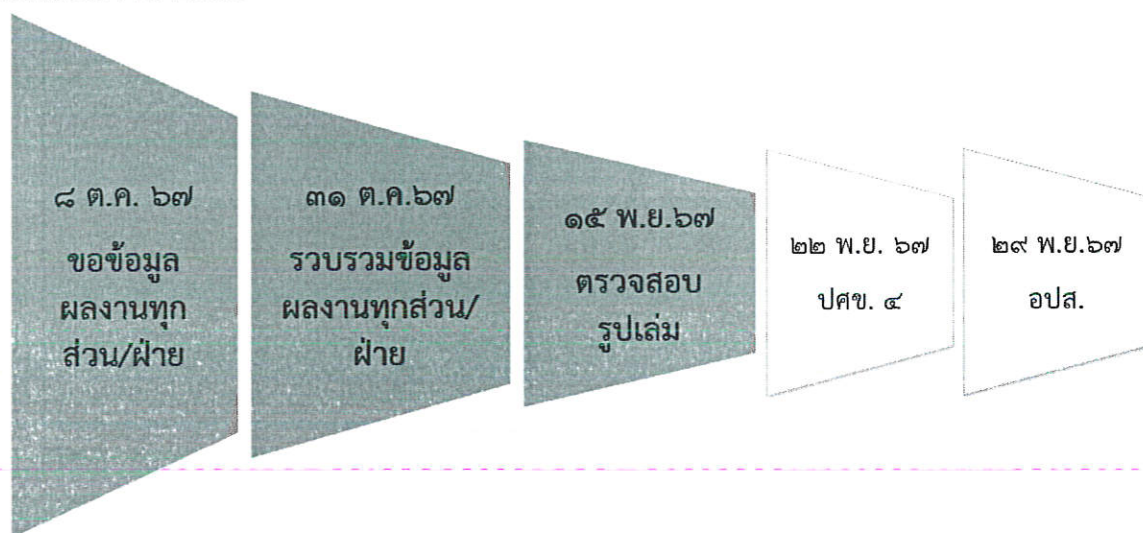 ๘ ต.ค. ๖๗
ขอข้อมูล
ผลงานทุก
ส่วน/ฝ่าย
๓๑ ต.ค.๖๗
รวบรวมข้อมูล
ผลงานทุกส่วน/
ฝ่าย
๑๕ พ.ย.๖๗
ตรวจสอบ
รูปเล่ม
๒๒ พ.ย. ๖๗
ปศข. ๔
๒๙ พ.ย.๖๗
อปส.